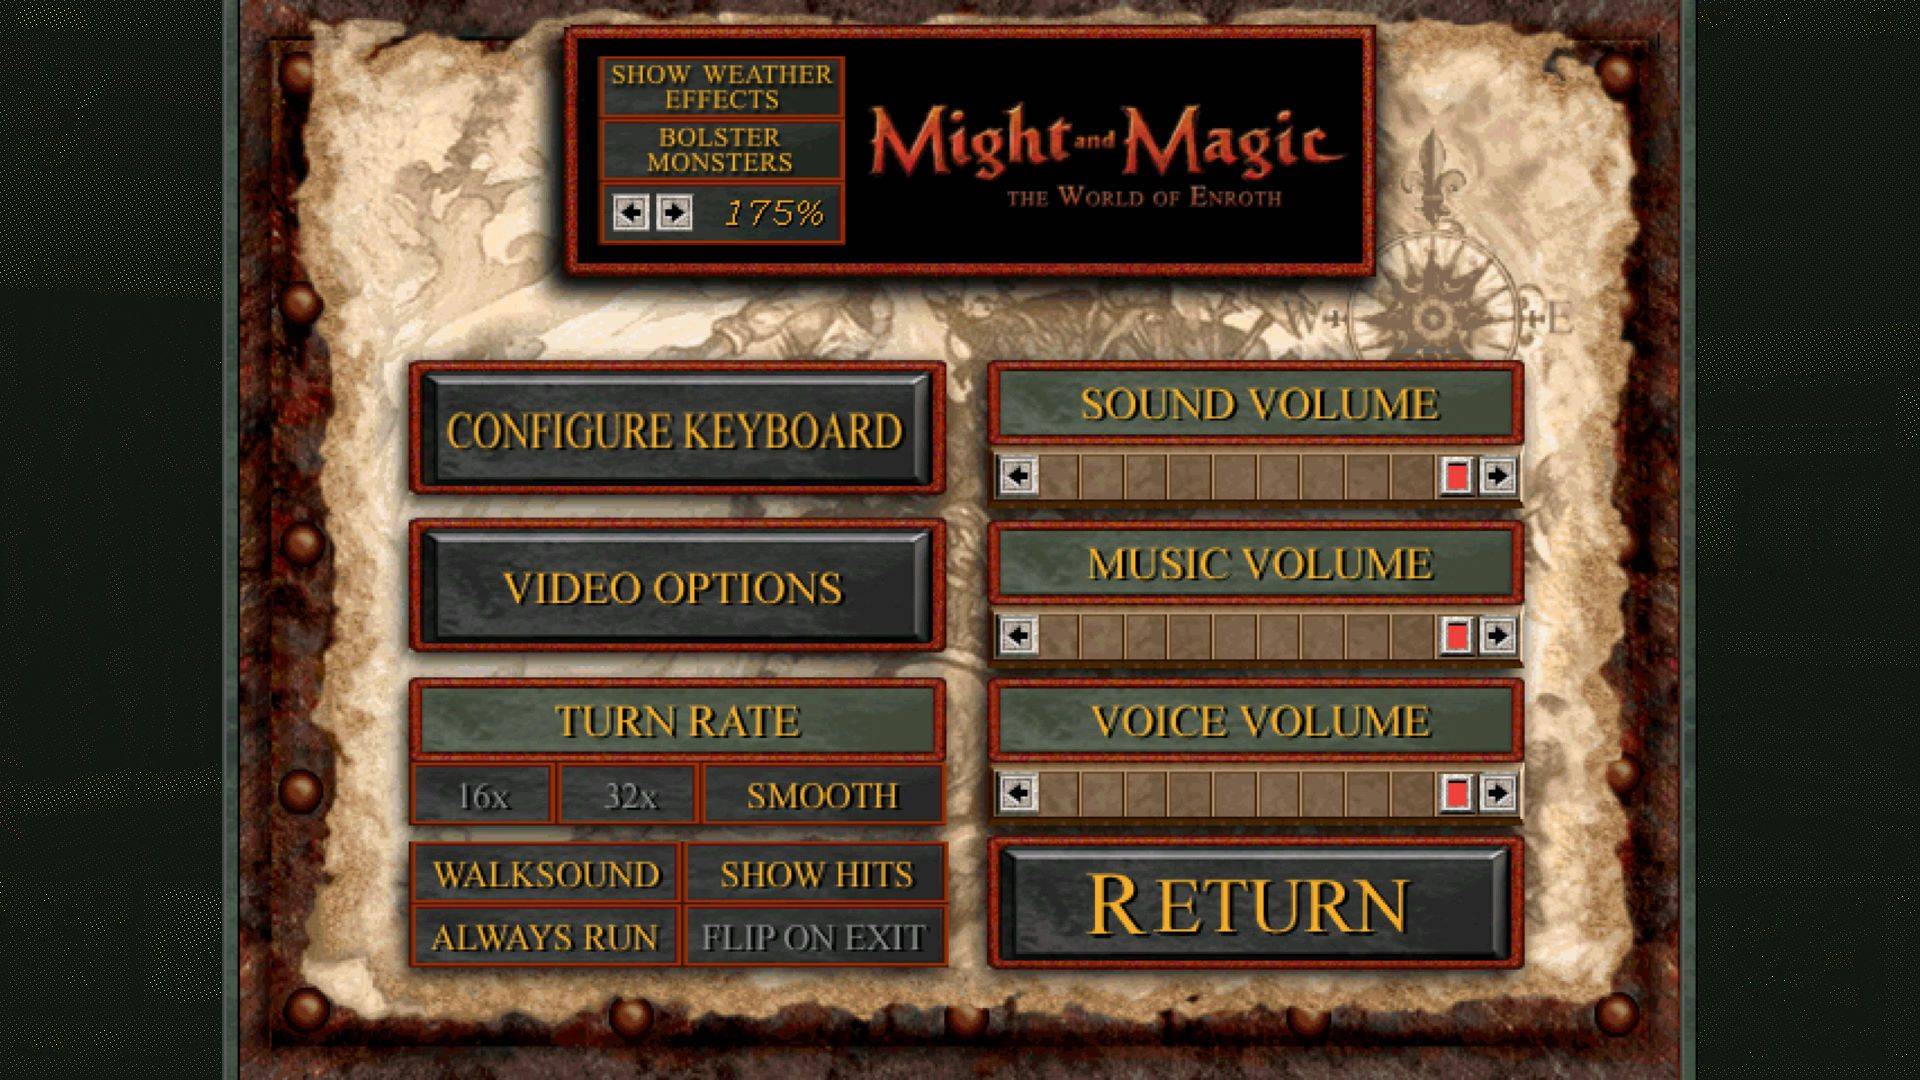 SHOW WEATHER
EFFECTS
BOLSTER
MONSTERS
175%
Might and Magic
THE WORLD OF ENROTH
W E
CONFIGURE KEYBOARD
VIDEO OPTIONS
TURN RATE
16x 32x SMOOTH
WALKSOUND SHOW HITS
ALWAYS RUN FLIP ON EXIT
SOUND VOLUME
MUSIC VOLUME
VOICE VOLUME
RETURN